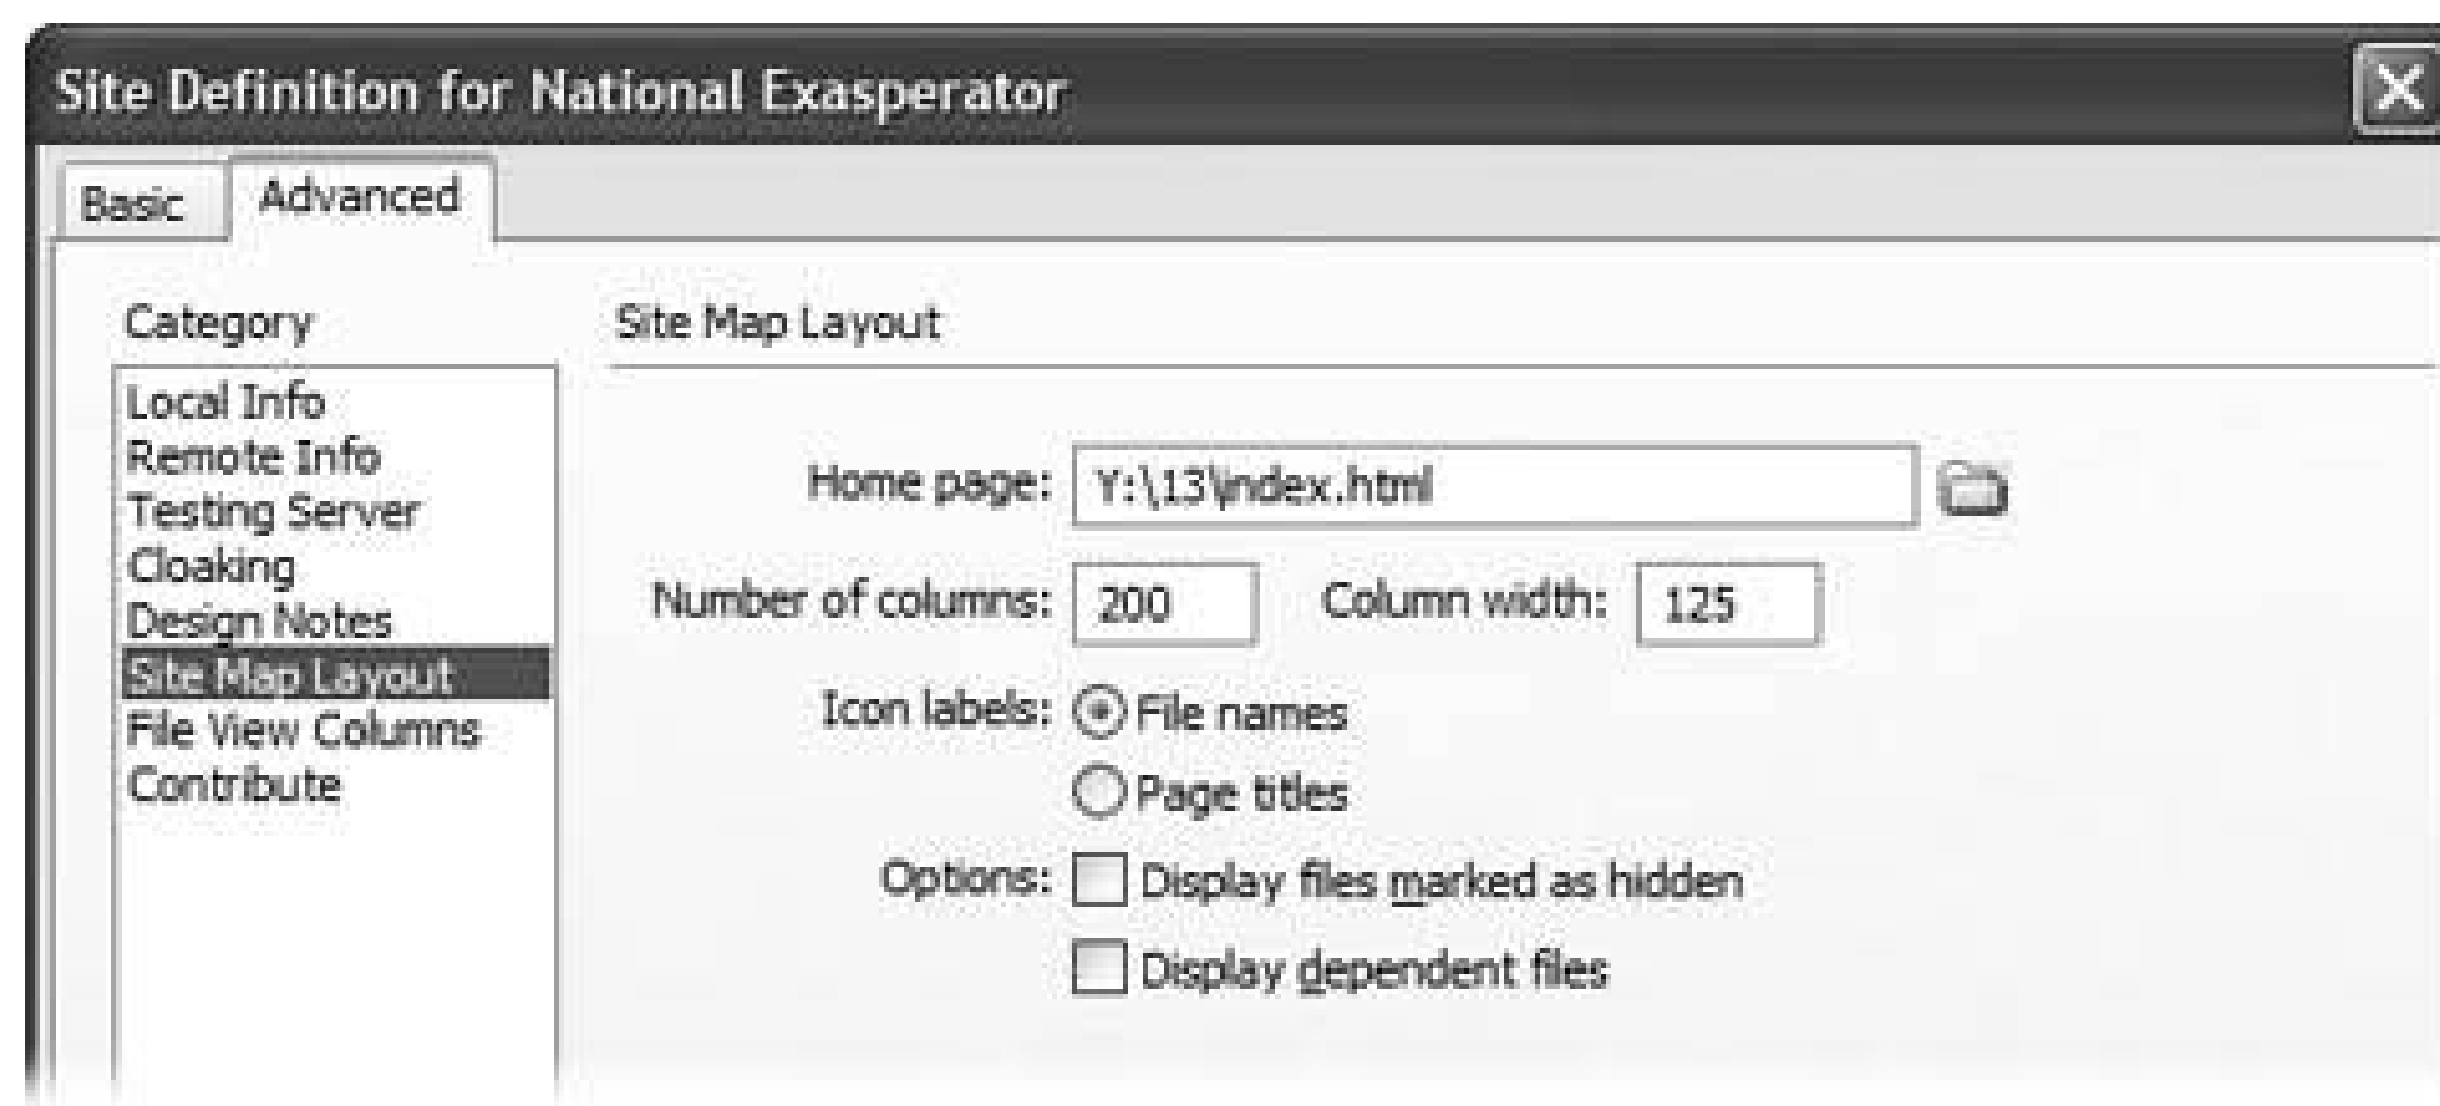 Site Definition for National Exasperator
Basic
Advanced
Category
Local Info
Remote Info
Testing Server
Cloaking
Design Notes
Site Map Layout
File View Columns
Contribute
Site Map Layout
Home page: Y:\13\index.html
Number of columns: 200 Column width: 125
Icon labels: File names
Page titles
Options: Display files marked as hidden
Display dependent files